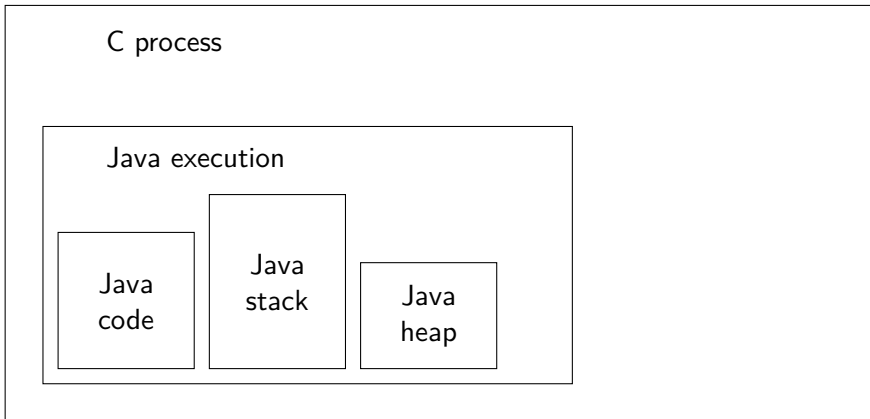 C process
Java execution
Java
code
Java
stack
Java
heap